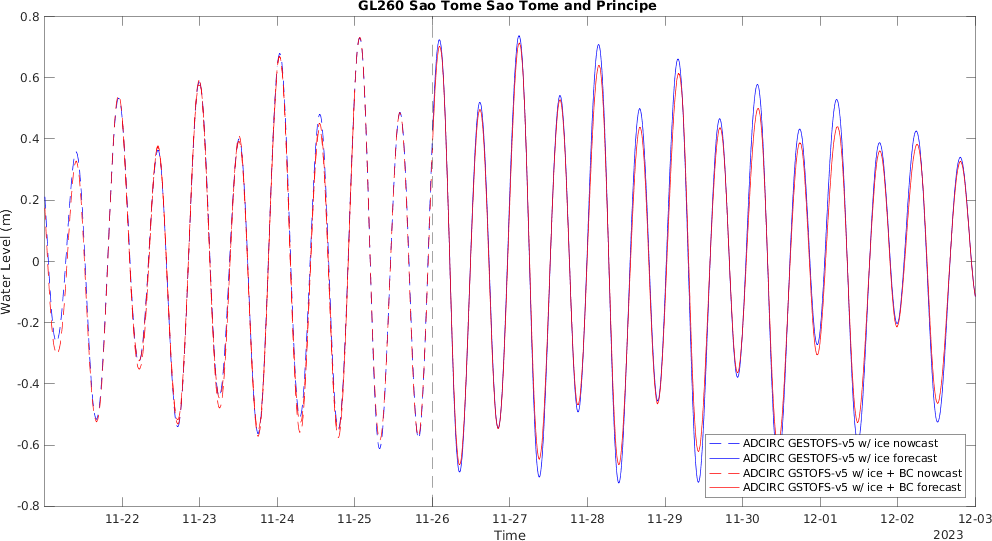 GL260 Sao Tome Sao Tome and Principe
Water Level (m)
0.8
0.6
0.4
0.2
0
-0.2
-0.4
-0.6
-0.8
ADCIRC GESTOFS-v5 w/ ice nowcast
ADCIRC GESTOFS-v5 w/ ice forecast
ADCIRC GSTOFS-v5 w/ ice + BC nowcast
ADCIRC GSTOFS-v5 w/ ice + BC forecast
11-22 11-23 11-24 11-25 11-26 11-27 11-28 11-29 11-30 12-01 12-02 12-03
Time
2023